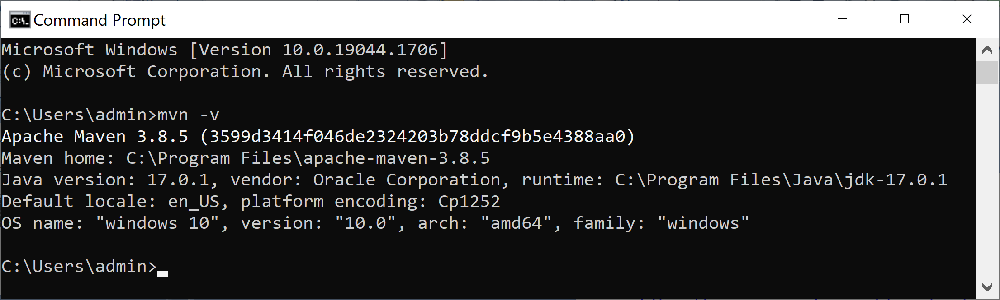 Command Prompt
Microsoft Windows [Version 10.0.19044.1706]
(c) Microsoft Corporation. All rights reserved.
C:\Users\admin>mvn -v
Apache Maven 3.8.5 (3599d3414f046de2324203b78ddcf9b5e4388aa0)
Maven home: C:\Program Files\apache-maven-3.8.5
Java version: 17.0.1, vendor: Oracle Corporation, runtime: C:\Program Files\Java\jdk-17.0.1
Default locale: en_US, platform encoding: Cp1252
OS name: "windows 10", version: "10.0", arch: "amd64", family: "windows"
C:\Users\admin>